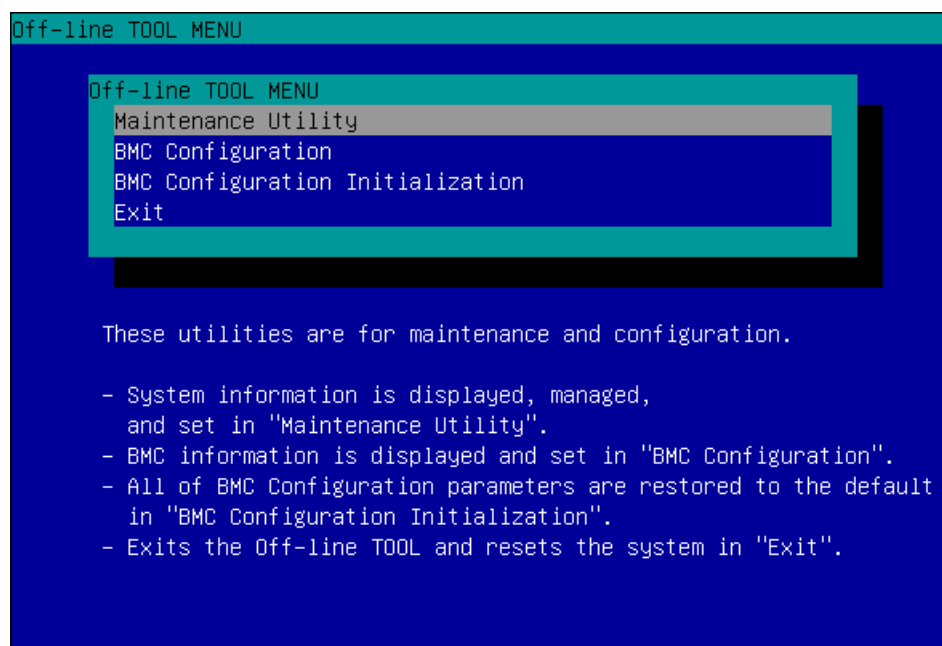 Off-line TOOL MENU
Off-line TOOL MENU
Maintenance Utility
BMC Configuration
BMC Configuration Initialization
Exit
These utilities are for maintenance and configuration.
- System information is displayed, managed,
and set in "Maintenance Utility".
- BMC information is displayed and set in "BMC Configuration".
- All of BMC Configuration parameters are restored to the default
in "BMC Configuration Initialization".
- Exits the Off-line TOOL and resets the system in "Exit".